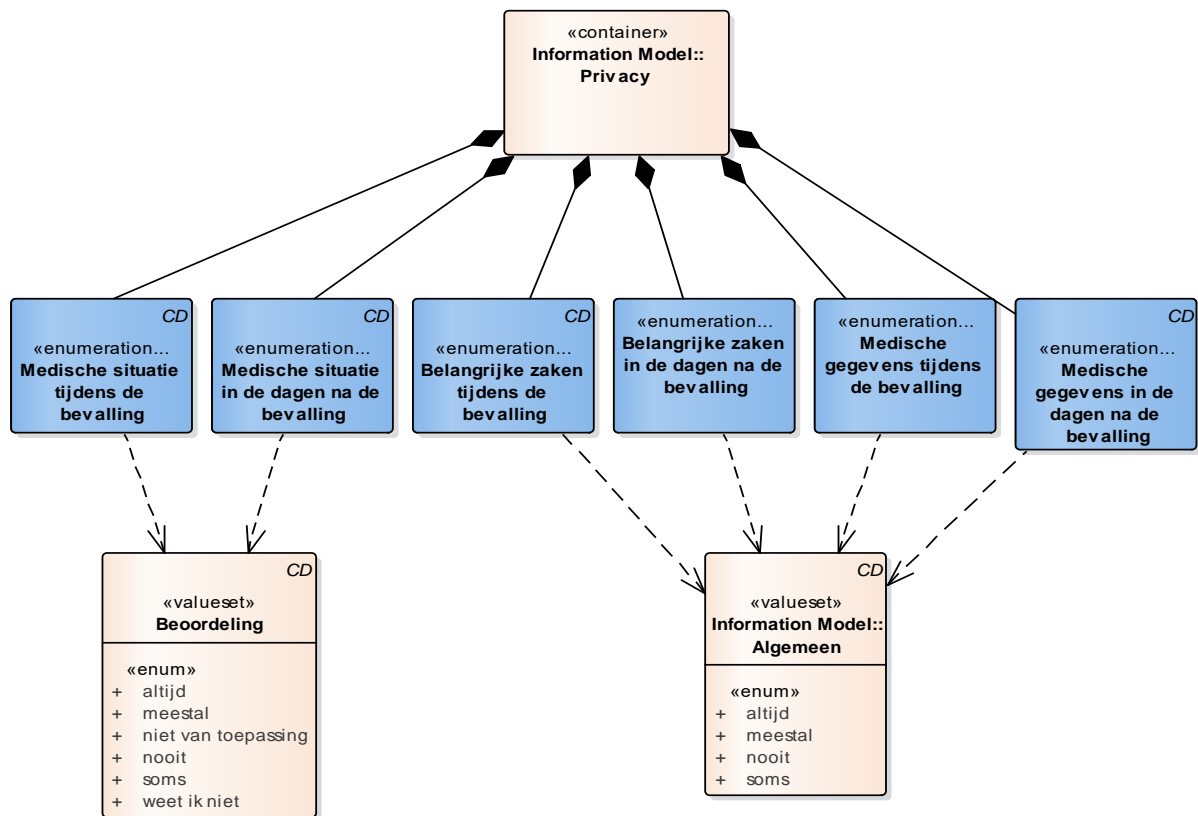 «container»
Information Model::
Privacy
CD
«enumeration...
Medische situatie
tijdens de
bevalling
CD
«enumeration...
Medische situatie
in de dagen na de
bevalling
CD
«enumeration...
Belangrijke zaken
tijdens de
bevalling
«enumeration...
Belangrijke zaken
in de dagen na de
bevalling
«enumeration...
Medische
gegevens tijdens
de bevalling
CD
«enumeration...
Medische
gegevens in de
dagen na de
bevalling
CD
«valueset»
Beoordeling
«enum»
+ altijd
+ meestal
+ niet van toepassing
+ nooit
+ soms
+ weet ik niet
CD
«valueset»
Information Model::
Algemeen
«enum»
+ altijd
+ meestal
+ nooit
+ soms